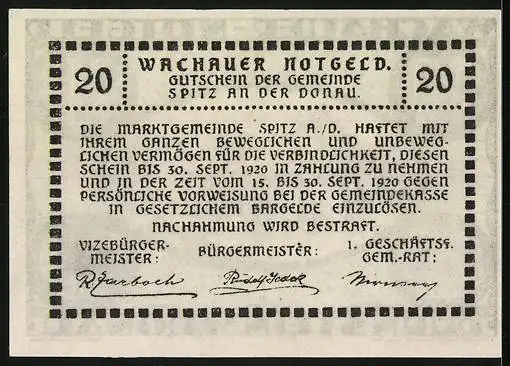 20 WACHAUER NOTGELD. 20
GUTSCHEIN DER GEMEINDE
SPITZ AN DER DONAU.
DIE MARKTGEMEINDE SPITZ A./D. HAFTET MIT
IHREM GANZEN BEWEGLICHEN UND UNBEWEG-
LICHEN VERMÖGEN FÜR DIE VERBINDLICHKEIT, DIESEN
SCHEIN BIS 30. SEPT. 1920 IN ZAHLUNG ZU NEHMEN
UND IN DER ZEIT VOM 15. BIS 30. SEPT. 1920 GEGEN
PERSÖNLICHE VORWEISUNG BEI DER GEMEINDEKASSE
IN GESETZLICHEM BARGELDE EINZULÖSEN.
NACHAHMUNG WIRD BESTRAFT.
VIZEBÜRGER-
MEISTER:
BÜRGERMEISTER:
1. GESCHÄFTSF.
GEM.-RAT: